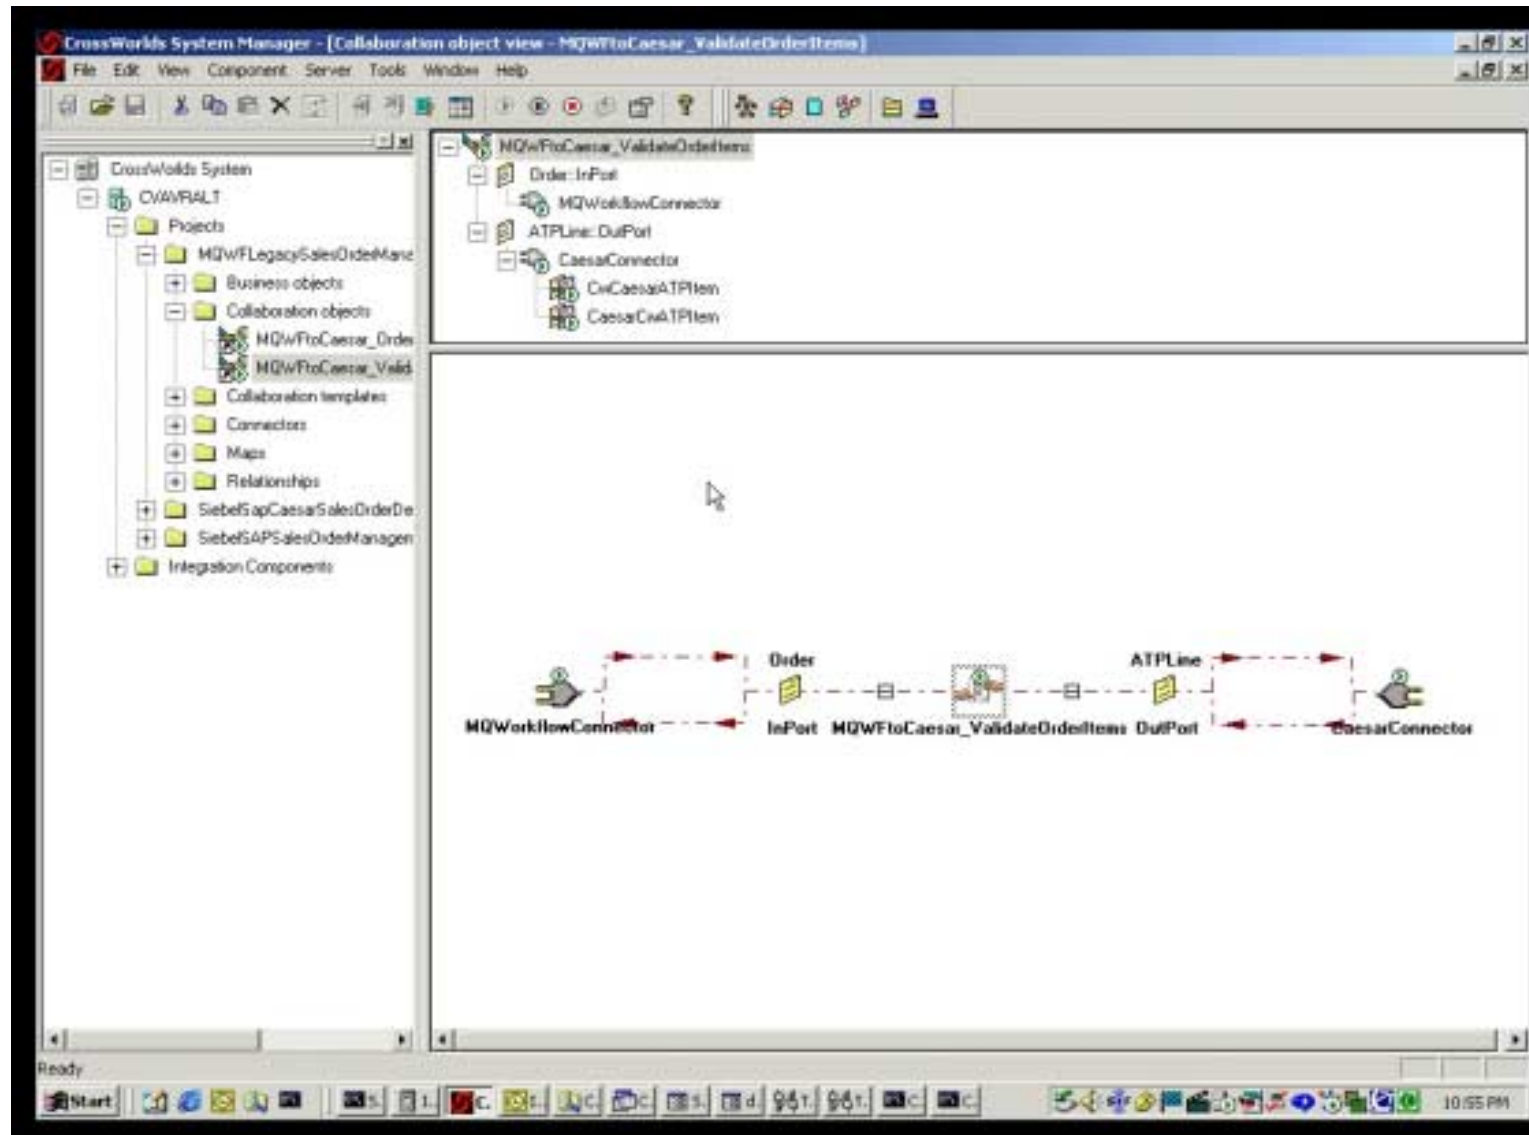 CrossWorlds System Manager - [Collaboration object view - MQWFtoCaesar_ValidateOrderItems]
File Edit View Component Server Tools Window Help
CrossWorlds System
CVAVRALT
Projects
MQWFLegacySalesOrderMana
Business objects
Collaboration objects
MQWFtoCaesar_Order
MQWFtoCaesar_Valid
Collaboration templates
Connectors
Maps
Relationships
SiebelSapCaesarSalesOrderDe
SiebelSAPSalesOrderManagem
Integration Components
MQWFtoCaesar_ValidateOrderItems
Order::InPort
MQWorkflowConnector
ATPLine::OutPort
CaesarConnector
CwCaesarATPItem
CaesarCwATPItem
Order
ATPLine
MQWorkflowConnector
InPort
MQWFtoCaesar_ValidateOrderItems
OutPort
CaesarConnector
Ready
Start
10:55 PM